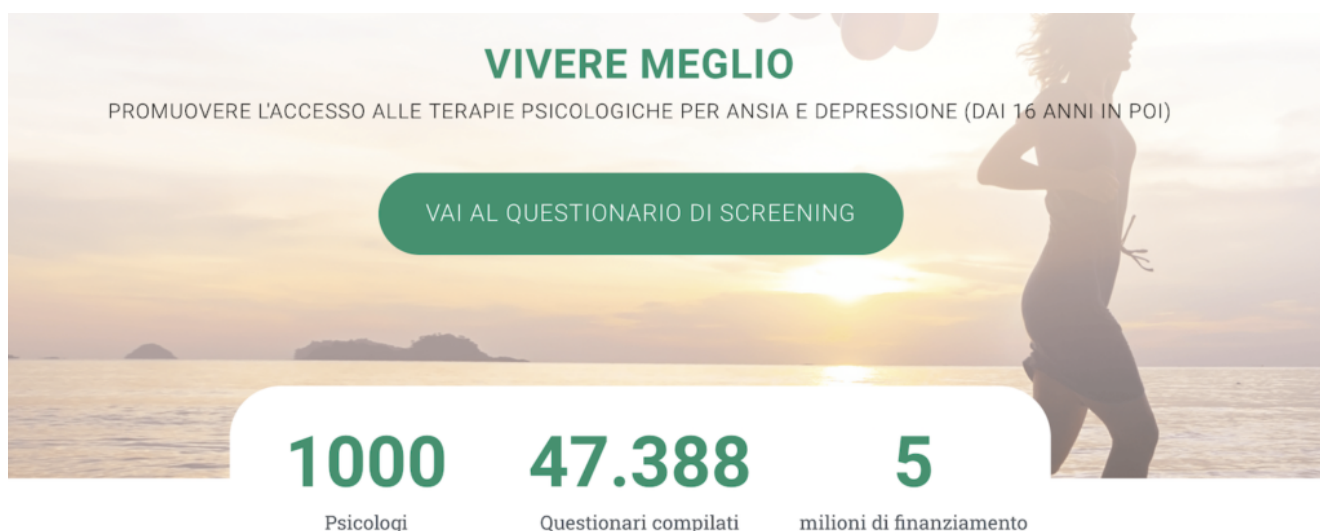 VIVERE MEGLIO
PROMUOVERE L'ACCESSO ALLE TERAPIE PSICOLOGICHE PER ANSIA E DEPRESSIONE (DAI 16 ANNI IN POI)
VAI AL QUESTIONARIO DI SCREENING
1000 47.388 5
Psicologi Questionari compilati milioni di finanziamento